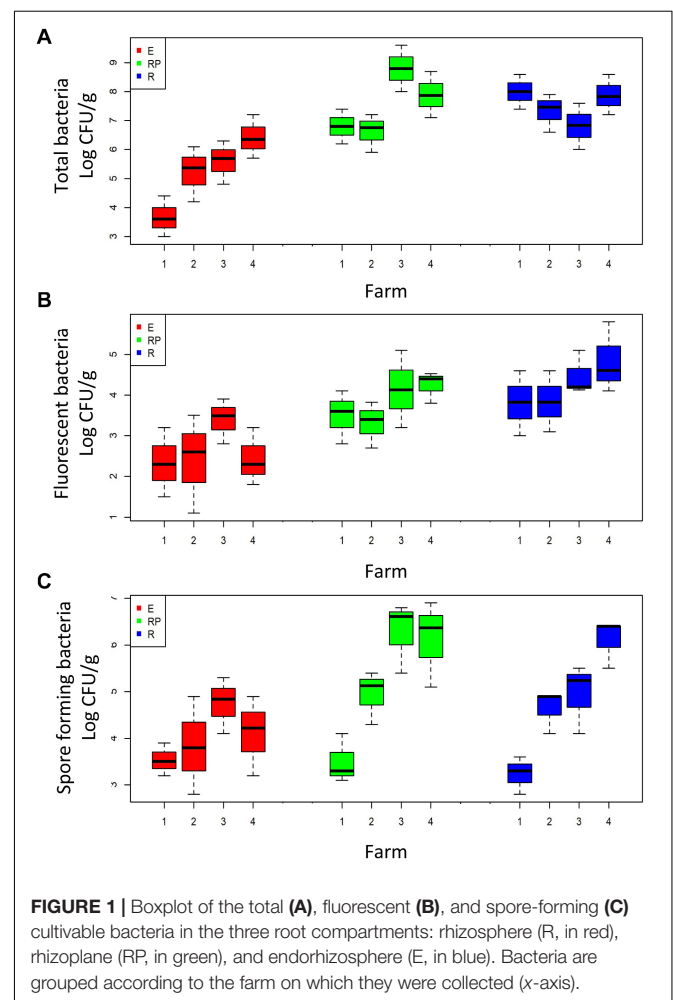 A
E
RP
R
Total bacteria
Log CFU/g
9
8
7
6
5
4
3
1 2 3 4 1 2 3 4 1 2 3 4
Farm
B
E
RP
R
Fluorescent bacteria
Log CFU/g
5
4
3
2
1
1 2 3 4 1 2 3 4 1 2 3 4
Farm
C
E
RP
R
Spore forming bacteria
Log CFU/g
7
6
5
4
3
1 2 3 4 1 2 3 4 1 2 3 4
Farm
FIGURE 1 | Boxplot of the total (A), fluorescent (B), and spore-forming (C)
cultivable bacteria in the three root compartments: rhizosphere (R, in red),
rhizoplane (RP, in green), and endorhizosphere (E, in blue). Bacteria are
grouped according to the farm on which they were collected (x-axis).